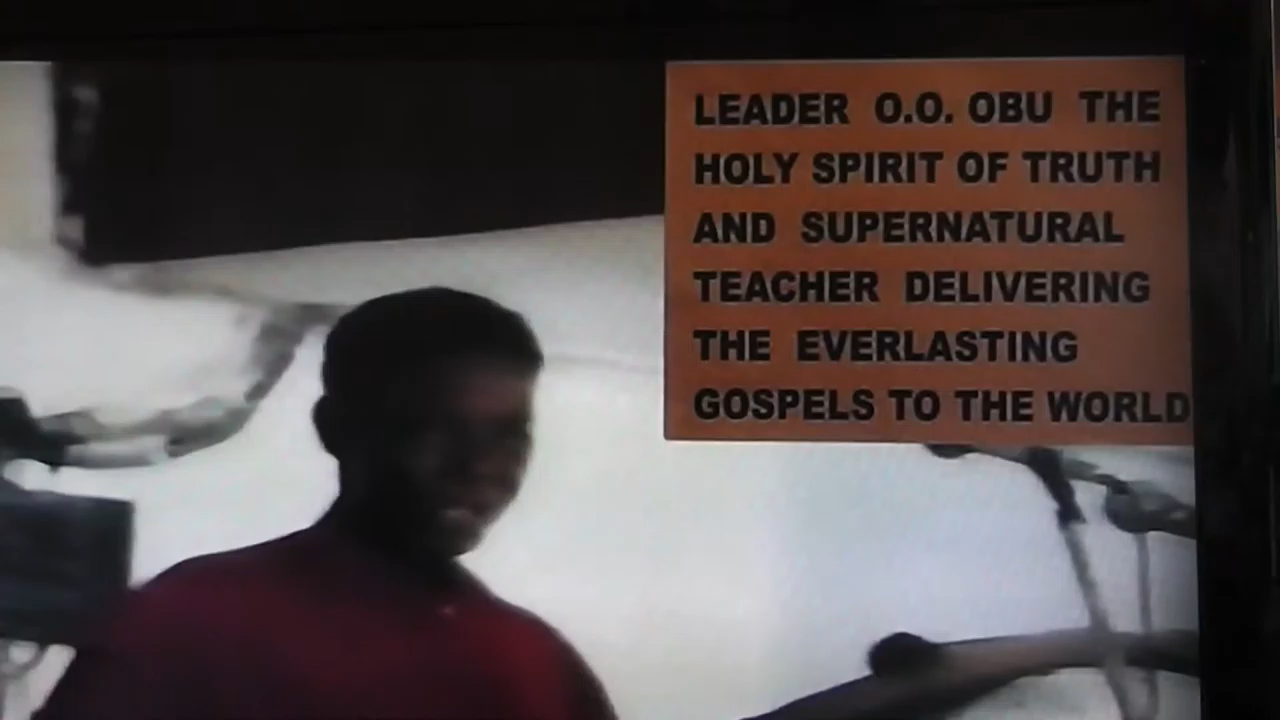 LEADER O.O. OBU THE
HOLY SPIRIT OF TRUTH
AND SUPERNATURAL
TEACHER DELIVERING
THE EVERLASTING
GOSPELS TO THE WORLD